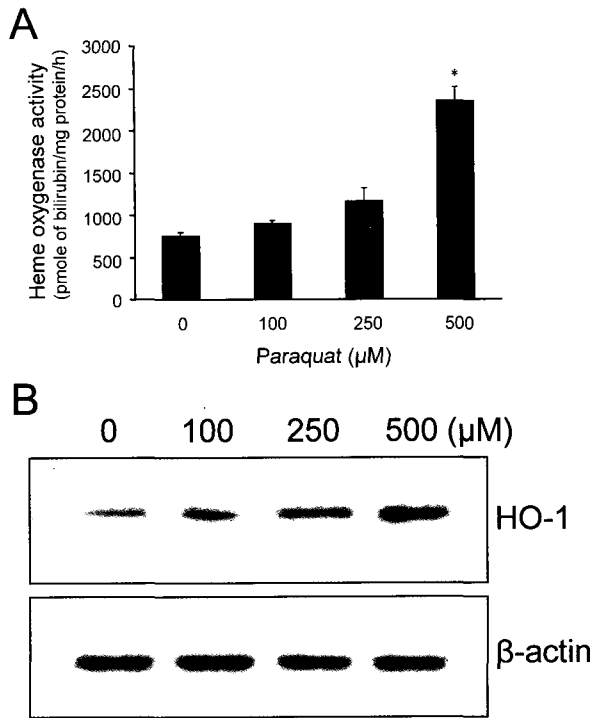 A
Heme oxygenase activity
(pmole of bilirubin/mg protein/h)
3000
2500
2000
1500
1000
500
0
*
0 100 250 500
Paraquat (µM)
B
0 100 250 500 (µM)
HO-1
β-actin